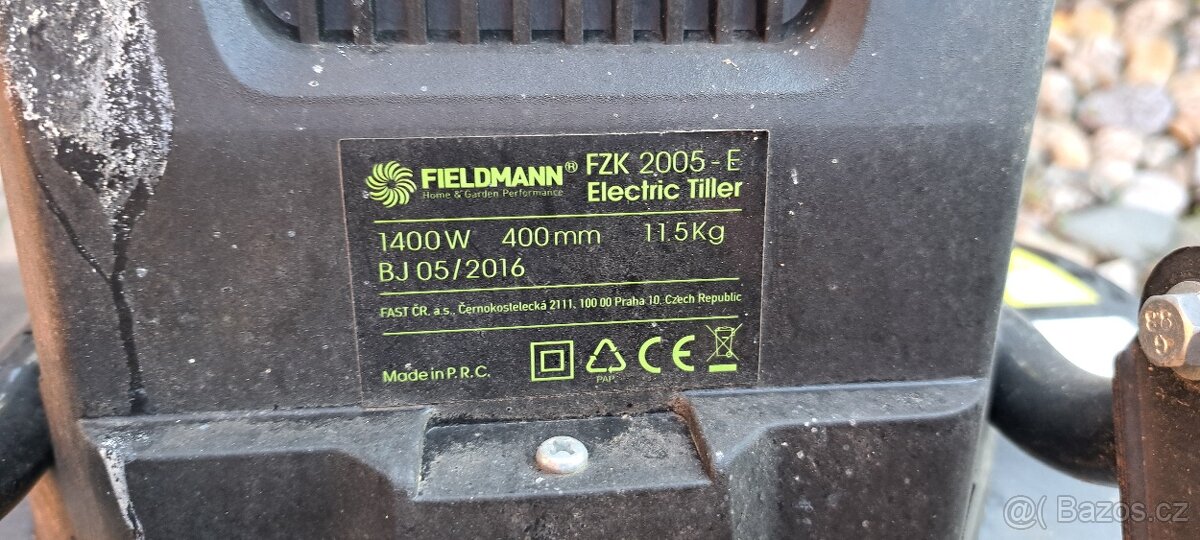 FIELDMANN® FZK 2005-E
Home & Garden Performance Electric Tiller
1400W 400mm 11.5Kg
BJ 05/2016
FAST ČR, a.s., Černokostelecká 2111, 100 00 Praha 10, Czech Republic
Made in P.R.C. CE
PAP
@( Bazos.cz